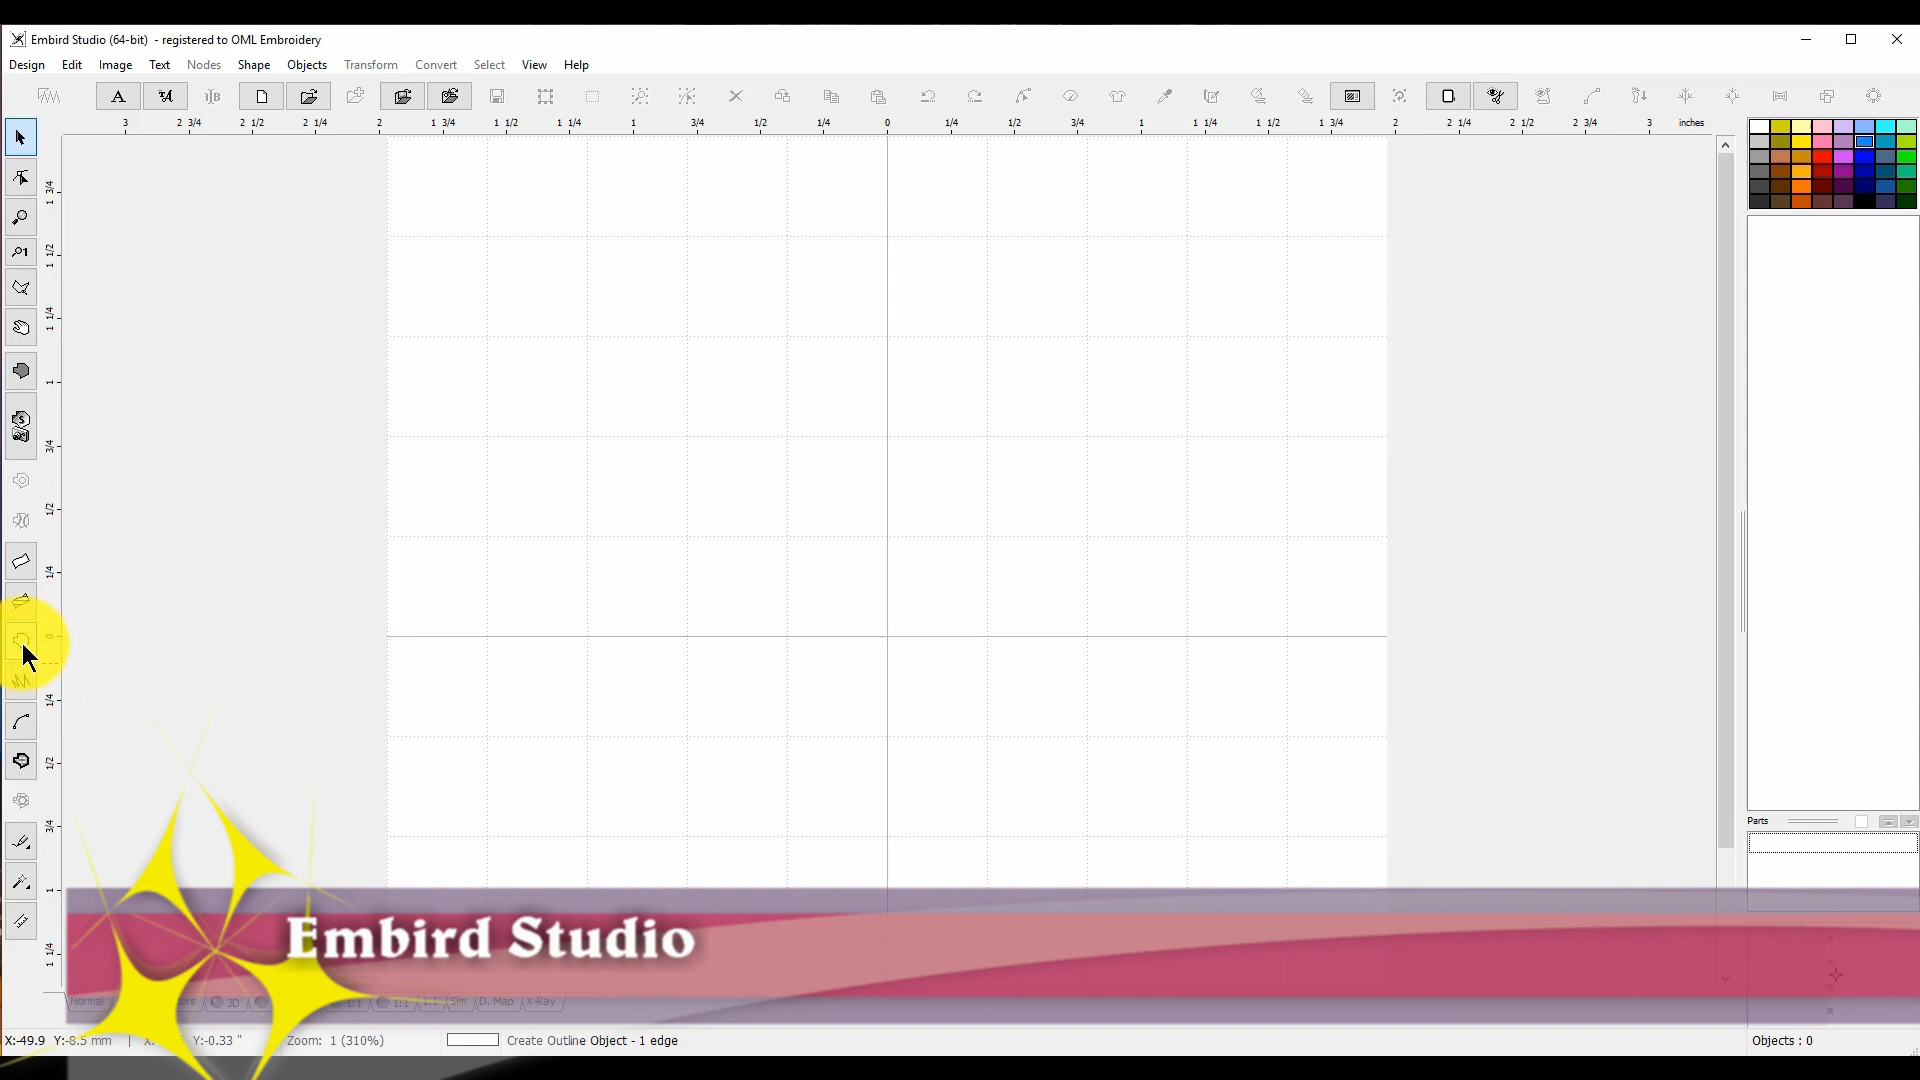 Embird Studio (64-bit) - registered to OML Embroidery
Design Edit Image Text Nodes Shape Objects Transform Convert Select View Help
3 2 3/4 2 1/2 2 1/4 2 1 3/4 1 1/2 1 1/4 1 3/4 1/2 1/4 0 1/4 1/2 3/4 1 1 1/4 1 1/2 1 3/4 2 2 1/4 2 1/2 2 3/4 3 inches
1 3/4
1 1/2
1 1/4
1
3/4
1/2
1/4
0
1/4
1/2
3/4
1
1 1/4
Parts
Embird Studio
Normal 3D 1:1 1:1 Sim D. Map X-Ray
X:-49.9 Y:-8.5 mm | X: Y:-0.33 " Zoom: 1 (310%) Create Outline Object - 1 edge Objects : 0